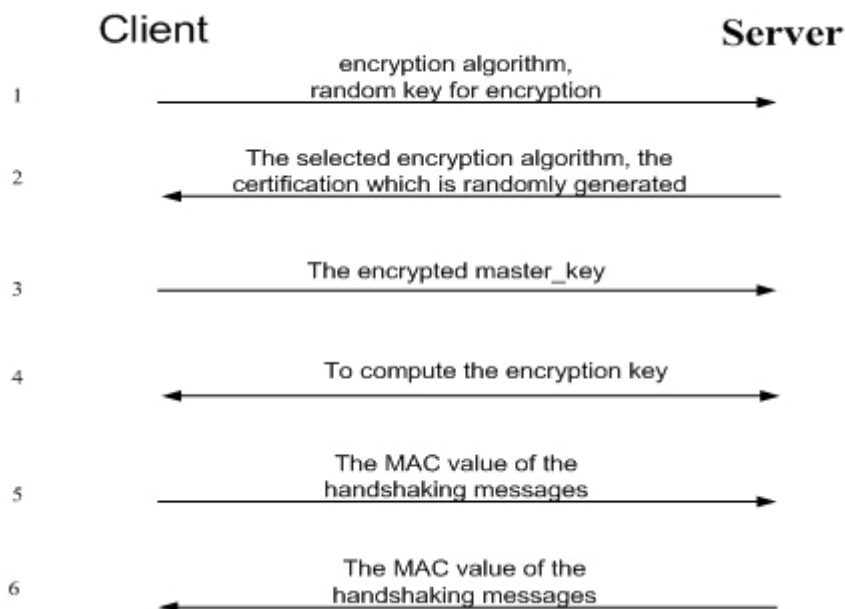 Client Server
encryption algorithm,
1
random key for encryption
The selected encryption algorithm, the
2
certification which is randomly generated
The encrypted master_key
3
To compute the encryption key
4
The MAC value of the
5
handshaking messages
The MAC value of the
6
handshaking messages